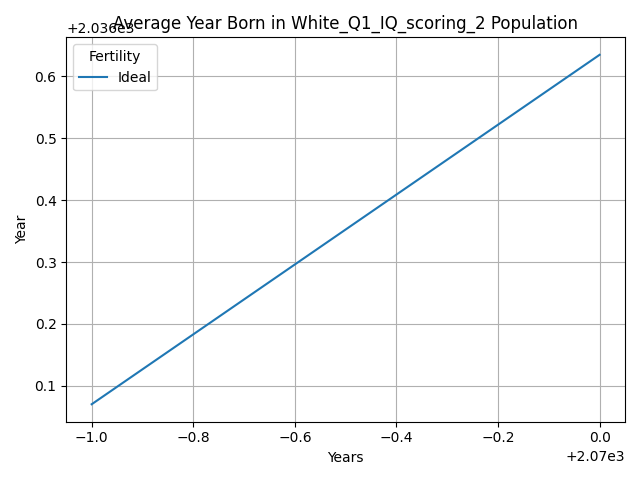 Average Year Born in White_Q1_IQ_scoring_2 Population
+2.036e3
Fertility
Ideal
0.6
0.5
0.4
0.3
0.2
0.1
Year
−1.0 −0.8 −0.6 −0.4 −0.2 0.0
Years
+2.07e3